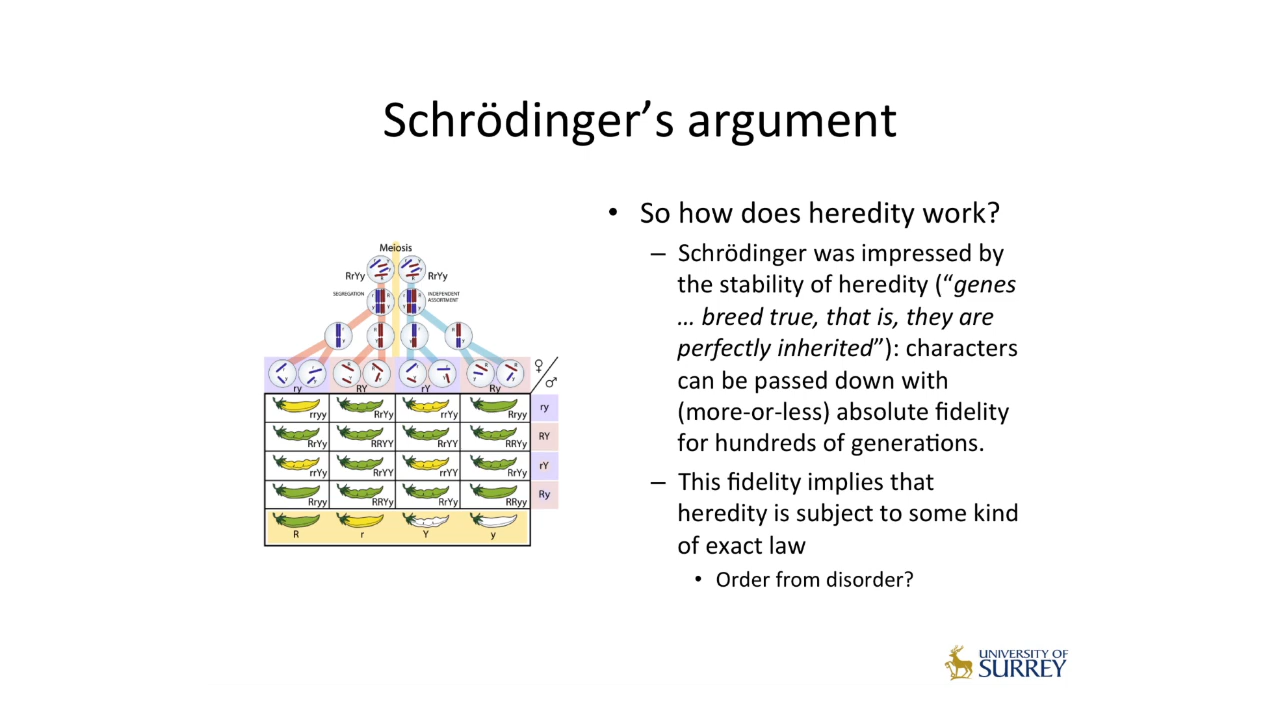 Schrödinger’s argument
• So how does heredity work?
– Schrödinger was impressed by
the stability of heredity (“genes
... breed true, that is, they are
perfectly inherited”): characters
can be passed down with
(more-or-less) absolute fidelity
for hundreds of generations.
– This fidelity implies that
heredity is subject to some kind
of exact law
• Order from disorder?
Meiosis
RrYy RrYy
SEGREGATION INDEPENDENT
ASSORTMENT
ry RY rY Ry ♀/♂
rryy RrYy rrYy Rryy ry
RrYy RRYY RrYY RRYy RY
rrYy RrYY rrYY RrYy rY
Rryy RRYy RrYy RRyy Ry
R r Y y
UNIVERSITY OF
SURREY